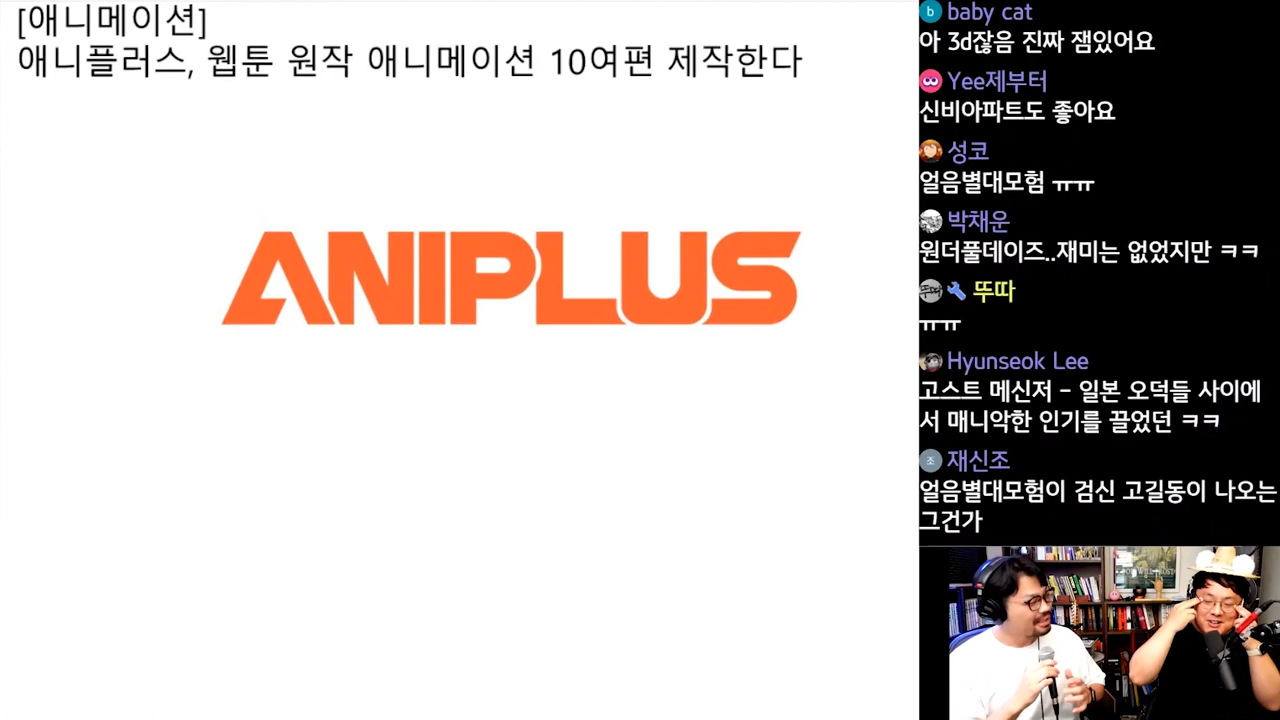 [애니메이션]
애니플러스, 웹툰 원작 애니메이션 10여편 제작한다
ANIPLUS
b baby cat
아 3d잖음 진짜 잼있어요
Yee제부터
신비아파트도 좋아요
성코
얼음별대모험 ㅠㅠ
박채운
원더풀데이즈..재미는 없었지만 ㅋㅋ
뚜따
ㅠㅠ
Hyunseok Lee
고스트 메신저 - 일본 오덕들 사이에
서 매니악한 인기를 끌었던 ㅋㅋ
조 재신조
얼음별대모험이 검신 고길동이 나오는
그건가